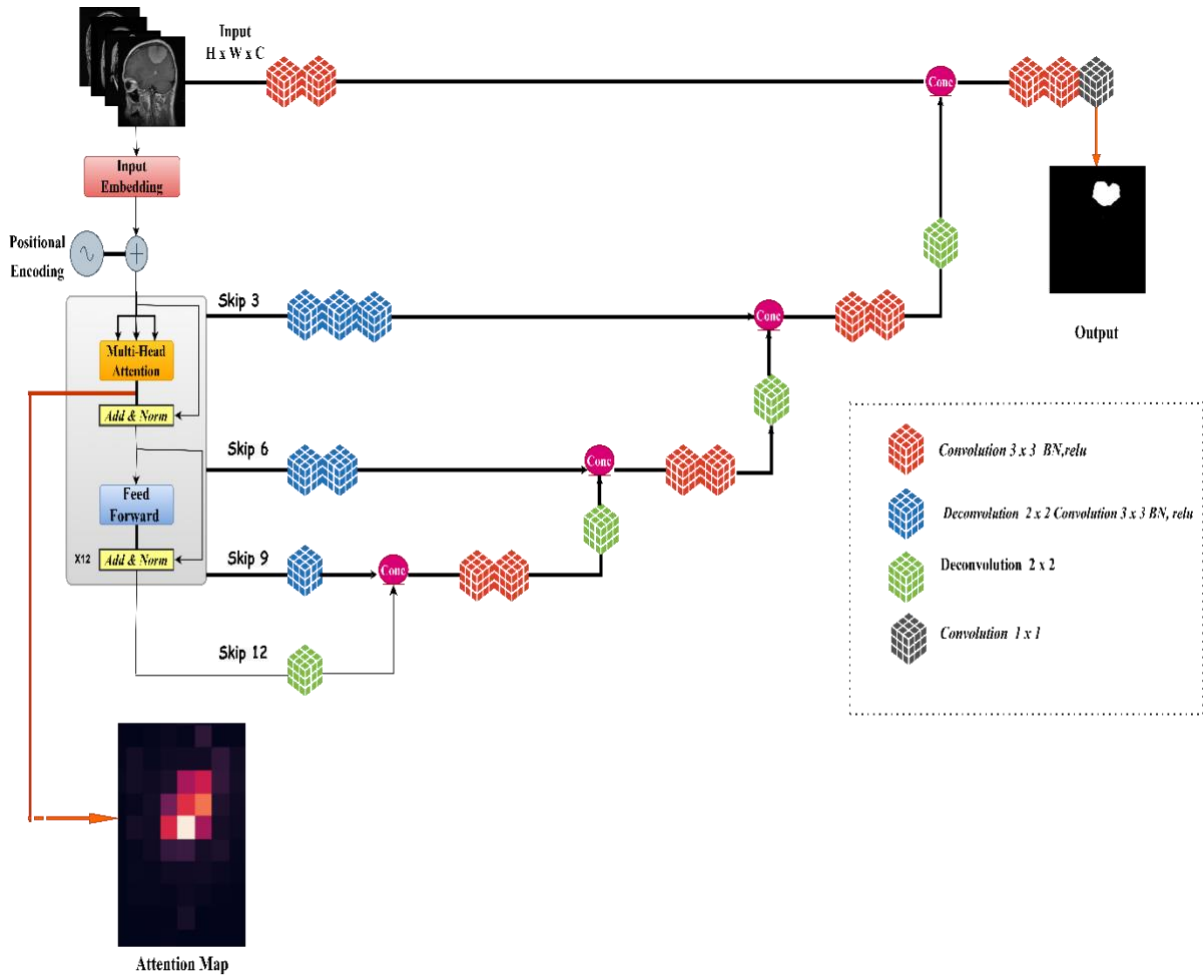 Input
H x W x C
Conc
Input
Embedding
Positional
Encoding
Skip 3
Conc
Output
Multi-Head
Attention
Add & Norm
Skip 6
Conc
Feed
Forward
X12
Add & Norm
Skip 9
Conc
Skip 12
Convolution 3 x 3 BN,relu
Deconvolution 2 x 2 Convolution 3 x 3 BN, relu
Deconvolution 2 x 2
Convolution 1 x 1
Attention Map